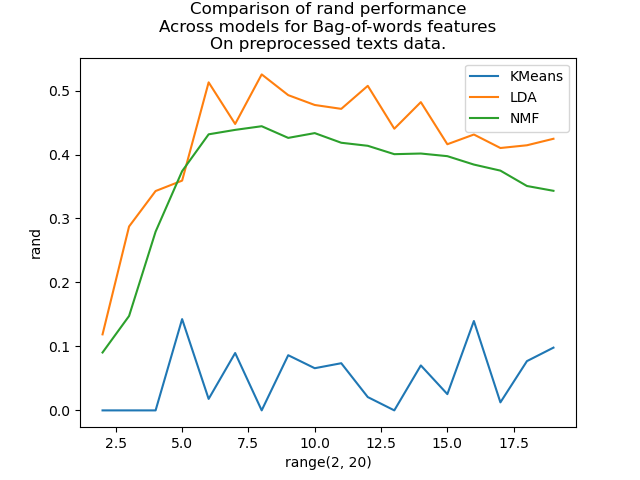 Comparison of rand performance
Across models for Bag-of-words features
On preprocessed texts data.
KMeans
LDA
NMF
rand
0.5
0.4
0.3
0.2
0.1
0.0
2.5 5.0 7.5 10.0 12.5 15.0 17.5
range(2, 20)